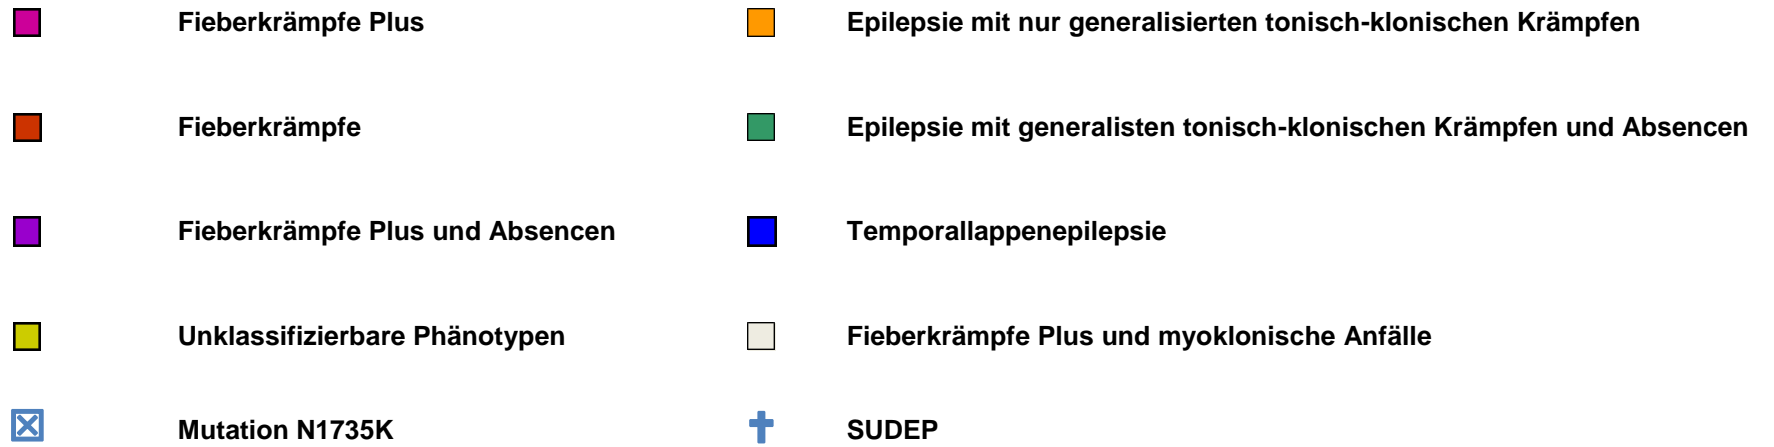 Fieberkrämpfe Plus
Epilepsie mit nur generalisierten tonisch-klonischen Krämpfen
Fieberkrämpfe
Epilepsie mit generalisten tonisch-klonischen Krämpfen und Absencen
Fieberkrämpfe Plus und Absencen
Temporallappenepilepsie
Unklassifizierbare Phänotypen
Fieberkrämpfe Plus und myoklonische Anfälle
Mutation N1735K
SUDEP